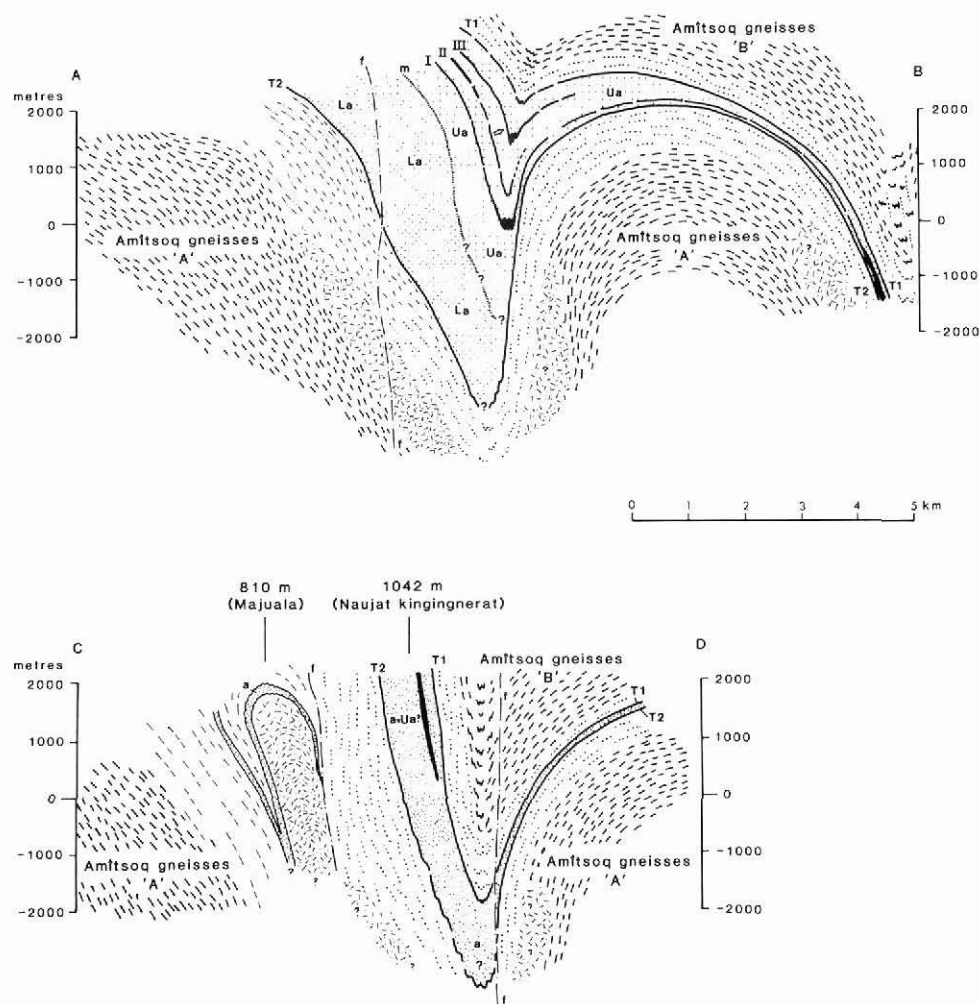 T1
Amîtsoq gneisses
'B'
III
II
I
A
f
m
B
T2
metres
La
Ua
2000
2000
Ua
La
1000
1000
0
0
Amîtsoq gneisses
'A'
?
Ua
Amîtsoq gneisses
'A'
?
-1000
-1000
La
?
T2
T1
-2000
-2000
?
?
f
0 1 2 3 4 5 km
810 m
(Majuala)
1042 m
(Naujat kingingnerat)
C
D
metres
f
T2
T1
Amîtsoq gneisses
'B'
f
2000
a
2000
T1
T2
a=Ua?
1000
1000
0
0
Amîtsoq gneisses
'A'
Amîtsoq gneisses
'A'
-1000
-1000
?
?
-2000
?
a
?
-2000
?
?
f